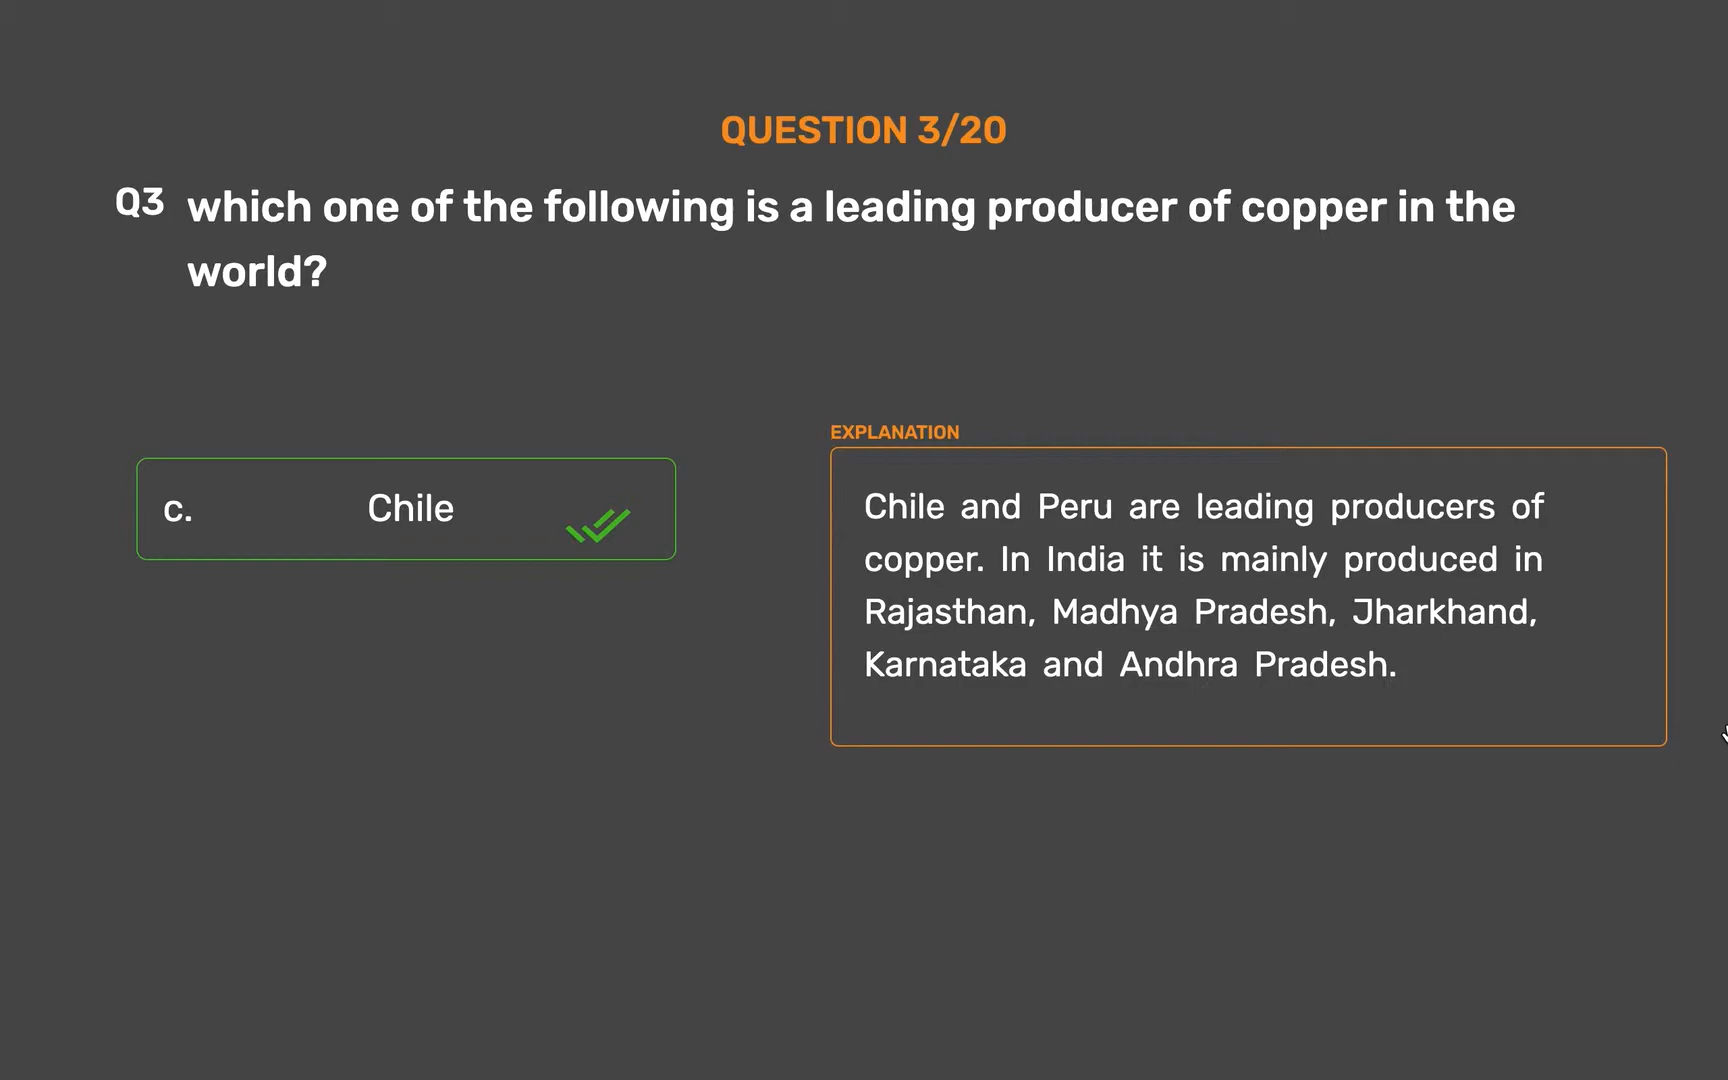 QUESTION 3/20
Q3 which one of the following is a leading producer of copper in the
world?
c. Chile
EXPLANATION
Chile and Peru are leading producers of
copper. In India it is mainly produced in
Rajasthan, Madhya Pradesh, Jharkhand,
Karnataka and Andhra Pradesh.